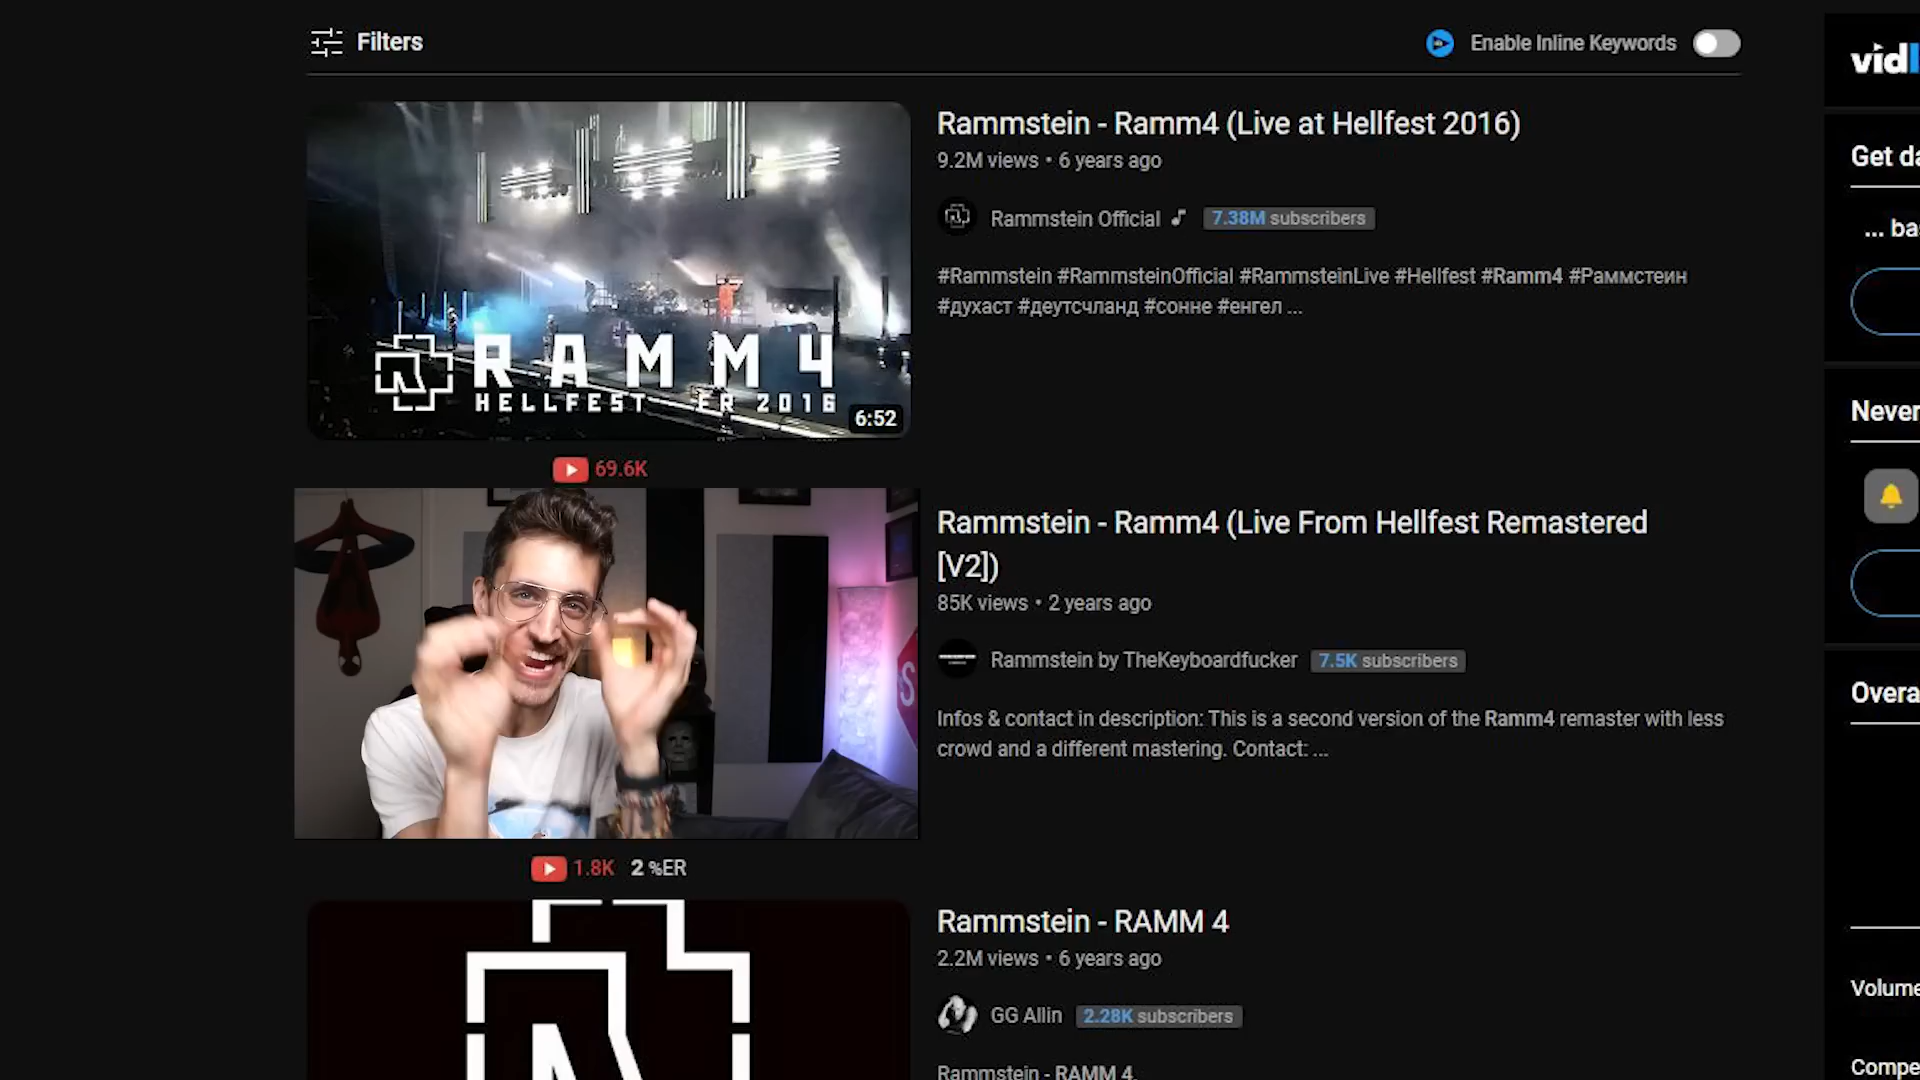 Filters
Enable Inline Keywords
vidI
Rammstein - Ramm4 (Live at Hellfest 2016)
9.2M views • 6 years ago
Rammstein Official
7.38M subscribers
#Rammstein #RammsteinOfficial #RammsteinLive #Hellfest #Ramm4 #Раммстеин
#духаст #деутсчланд #сонне #енгел ...
RAMM4
HELLFEST ER 2016
6:52
69.6K
Get da
... ba
Never
Rammstein - Ramm4 (Live From Hellfest Remastered
[V2])
85K views • 2 years ago
Rammstein by TheKeyboardfucker
7.5K subscribers
Infos & contact in description: This is a second version of the Ramm4 remaster with less
crowd and a different mastering. Contact: ...
S
1.8K 2 %ER
Overa
Rammstein - RAMM 4
2.2M views • 6 years ago
GG Allin
2.28K subscribers
Rammstein - RAMM 4.
Volume
Compe